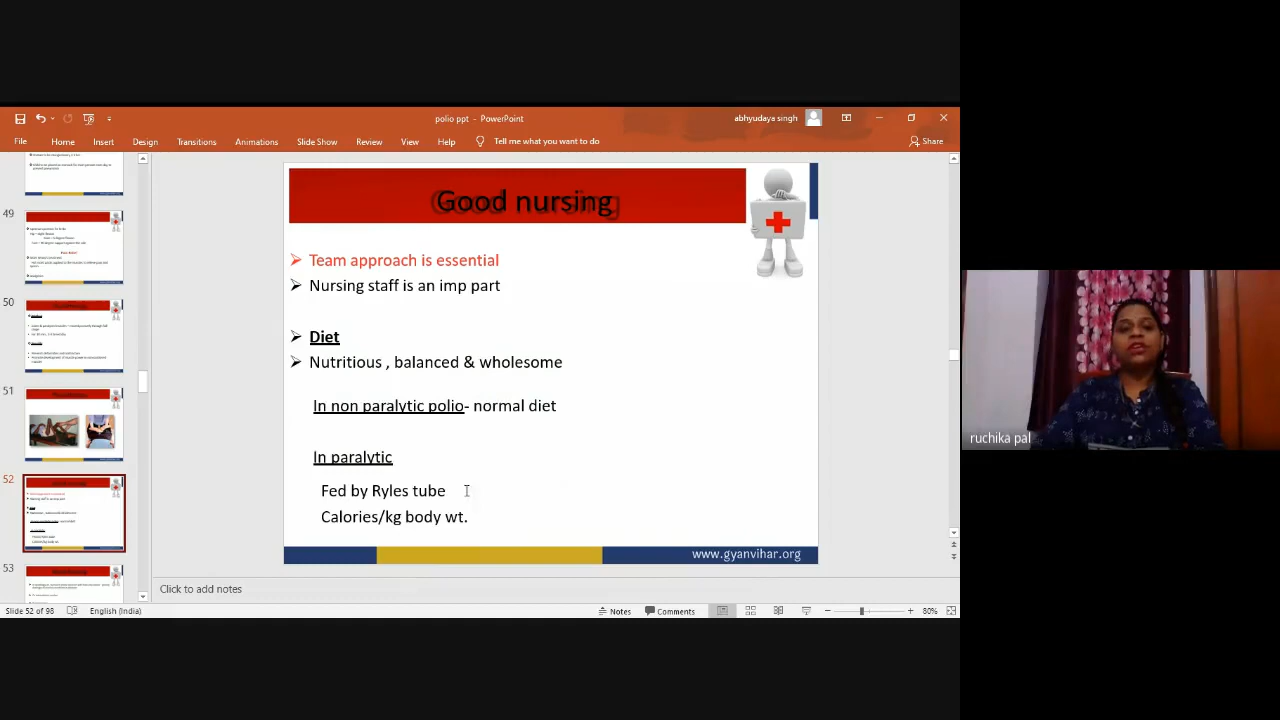 polio ppt - PowerPoint
abhyudaya singh
File Home Insert Design Transitions Animations Slide Show Review View Help Tell me what you want to do Share
49
50
51
52
53
Good nursing
Team approach is essential
Nursing staff is an imp part
Diet
Nutritious , balanced & wholesome
In non paralytic polio- normal diet
In paralytic
Fed by Ryles tube
Calories/kg body wt.
www.gyanvihar.org
Click to add notes
Slide 52 of 98 English (India) Notes Comments 80%
ruchika pal